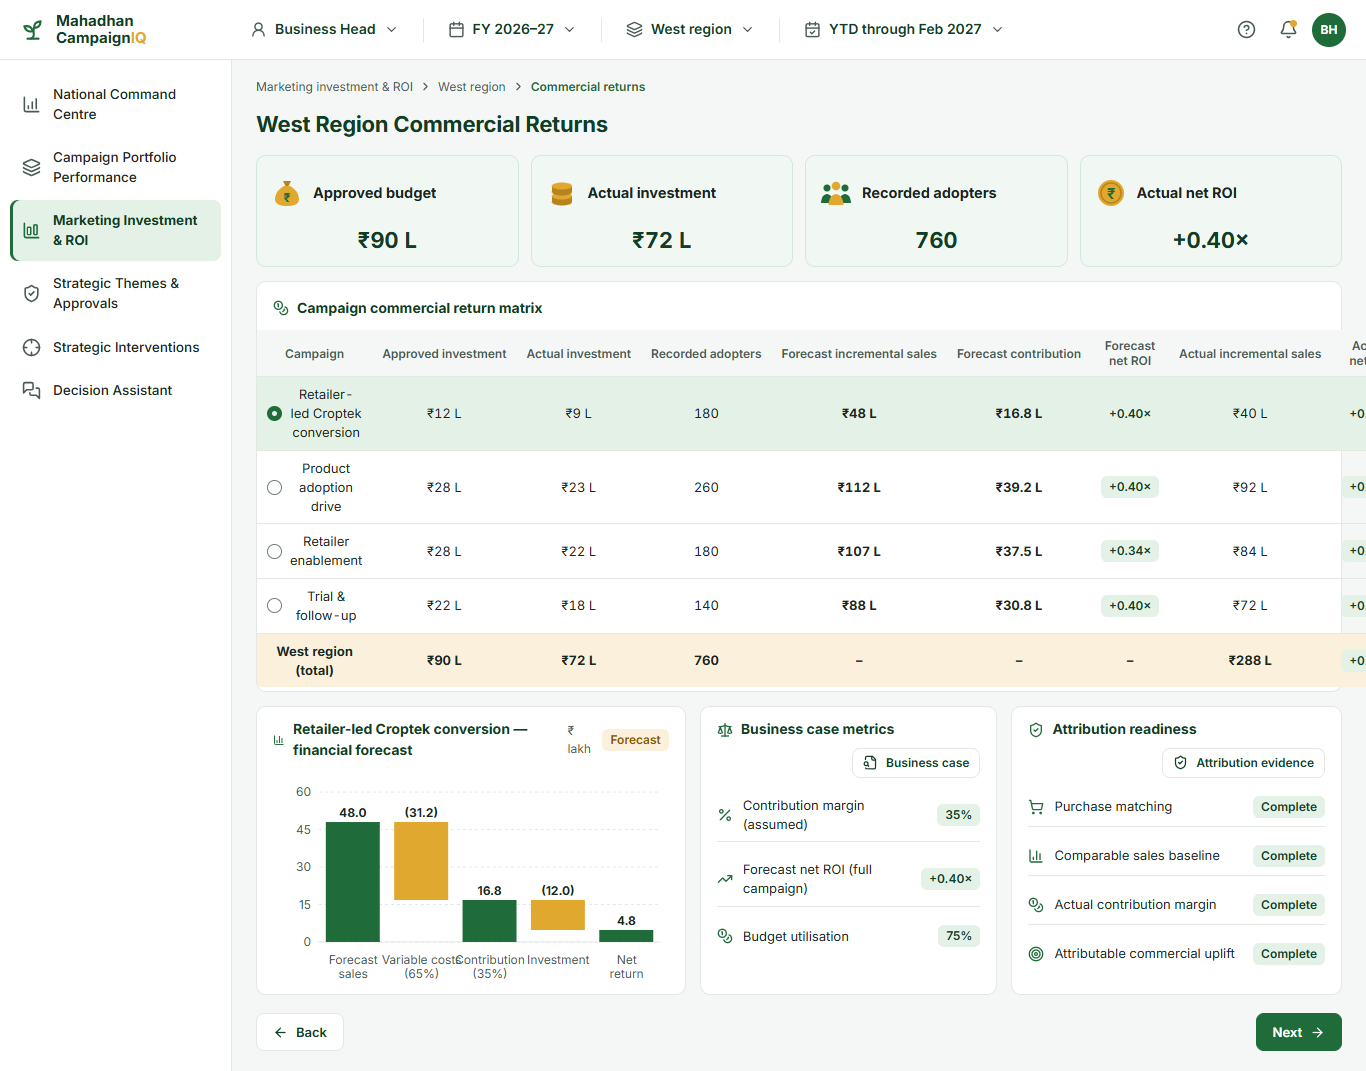 Mahadhan
CampaignIQ
Business Head
FY 2026–27
West region
YTD through Feb 2027
BH
National Command
Centre
Campaign Portfolio
Performance
Marketing Investment
& ROI
Strategic Themes &
Approvals
Strategic Interventions
Decision Assistant
Marketing investment & ROI > West region > Commercial returns
West Region Commercial Returns
Approved budget
₹90 L
Actual investment
₹72 L
Recorded adopters
760
Actual net ROI
+0.40×
Campaign commercial return matrix
Campaign Approved investment Actual investment Recorded adopters Forecast incremental sales Forecast contribution Forecast net ROI Actual incremental sales
Retailer-led Croptek conversion ₹12 L ₹9 L 180 ₹48 L ₹16.8 L +0.40× ₹40 L +0.
Product adoption drive ₹28 L ₹23 L 260 ₹112 L ₹39.2 L +0.40× ₹92 L +0.
Retailer enablement ₹28 L ₹22 L 180 ₹107 L ₹37.5 L +0.34× ₹84 L +0.
Trial & follow-up ₹22 L ₹18 L 140 ₹88 L ₹30.8 L +0.40× ₹72 L +0.
West region (total) ₹90 L ₹72 L 760 – – – ₹288 L +0.
Retailer-led Croptek conversion —
financial forecast
₹
lakh
Forecast
60
45
30
15
0
48.0
(31.2)
16.8
(12.0)
4.8
Forecast
sales
Variable costs
(65%)
Contribution
(35%)
Investment
Net
return
Business case metrics
Business case
Contribution margin
(assumed)
35%
Forecast net ROI (full
campaign)
+0.40×
Budget utilisation
75%
Attribution readiness
Attribution evidence
Purchase matching Complete
Comparable sales baseline Complete
Actual contribution margin Complete
Attributable commercial uplift Complete
← Back
Next →